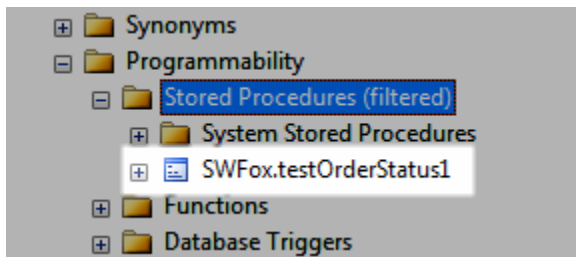 Synonyms
Programmability
Stored Procedures (filtered)
System Stored Procedures
SWFox.testOrderStatus1
Functions
Database Triggers